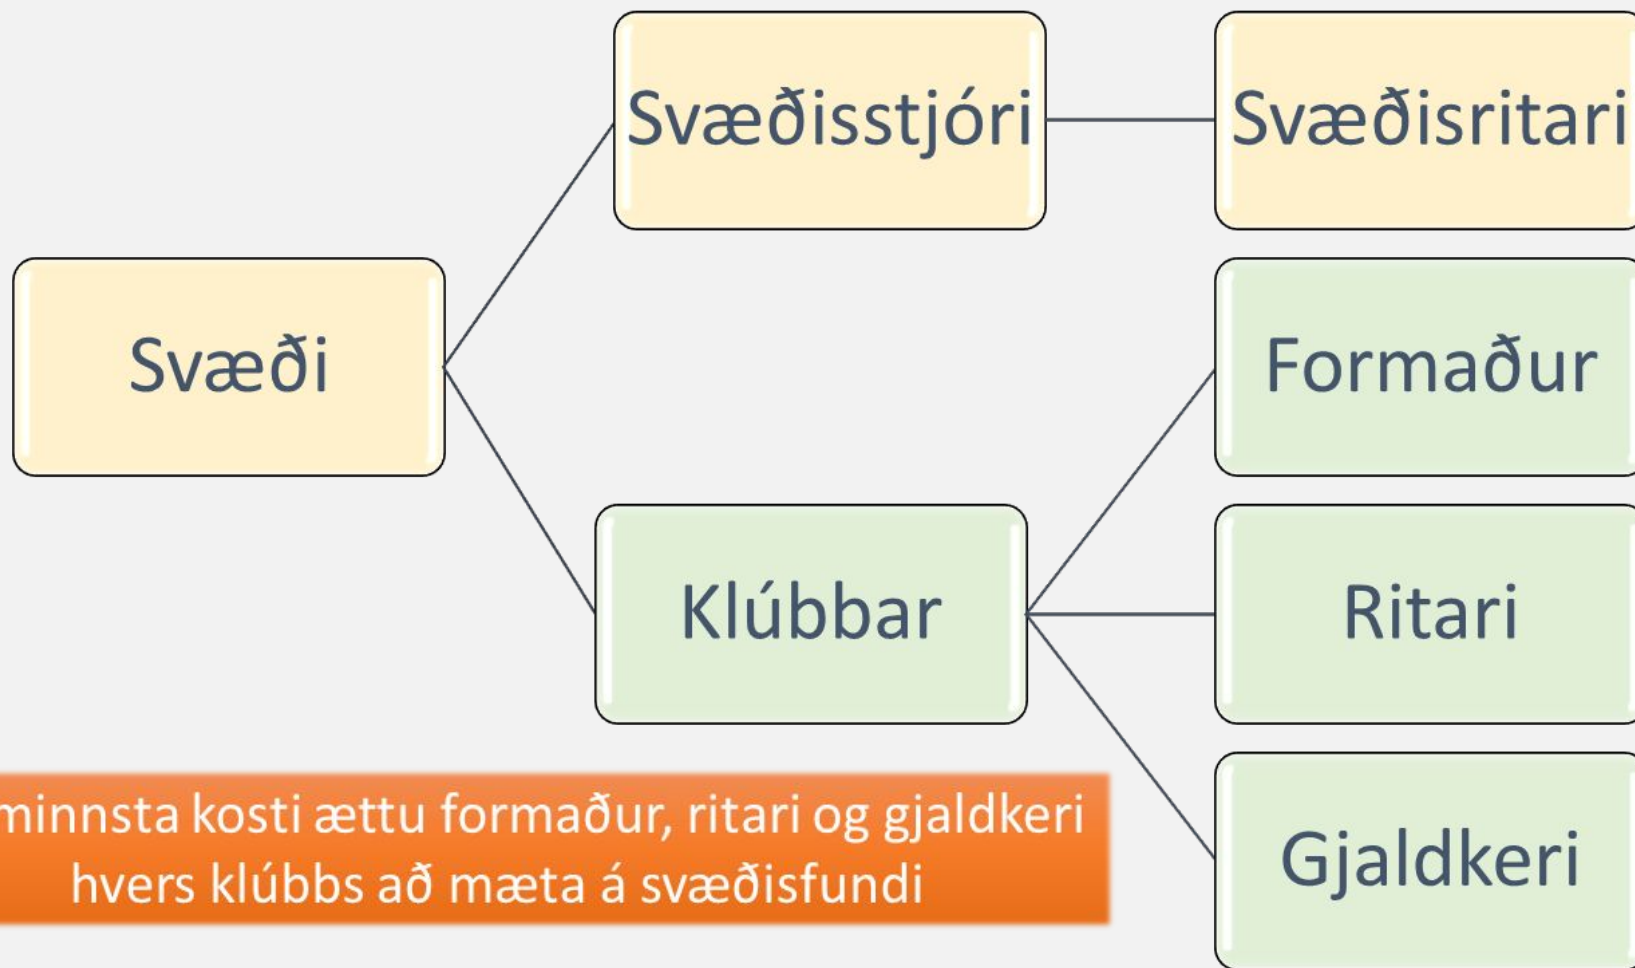 Svæðisstjóri
Svæðisritari
Svæði
Formaður
Klúbbar
Ritari
minnsta kosti ættu formaður, ritari og gjaldkeri
hvers klúbbs að mæta á svæðisfundi
Gjaldkeri